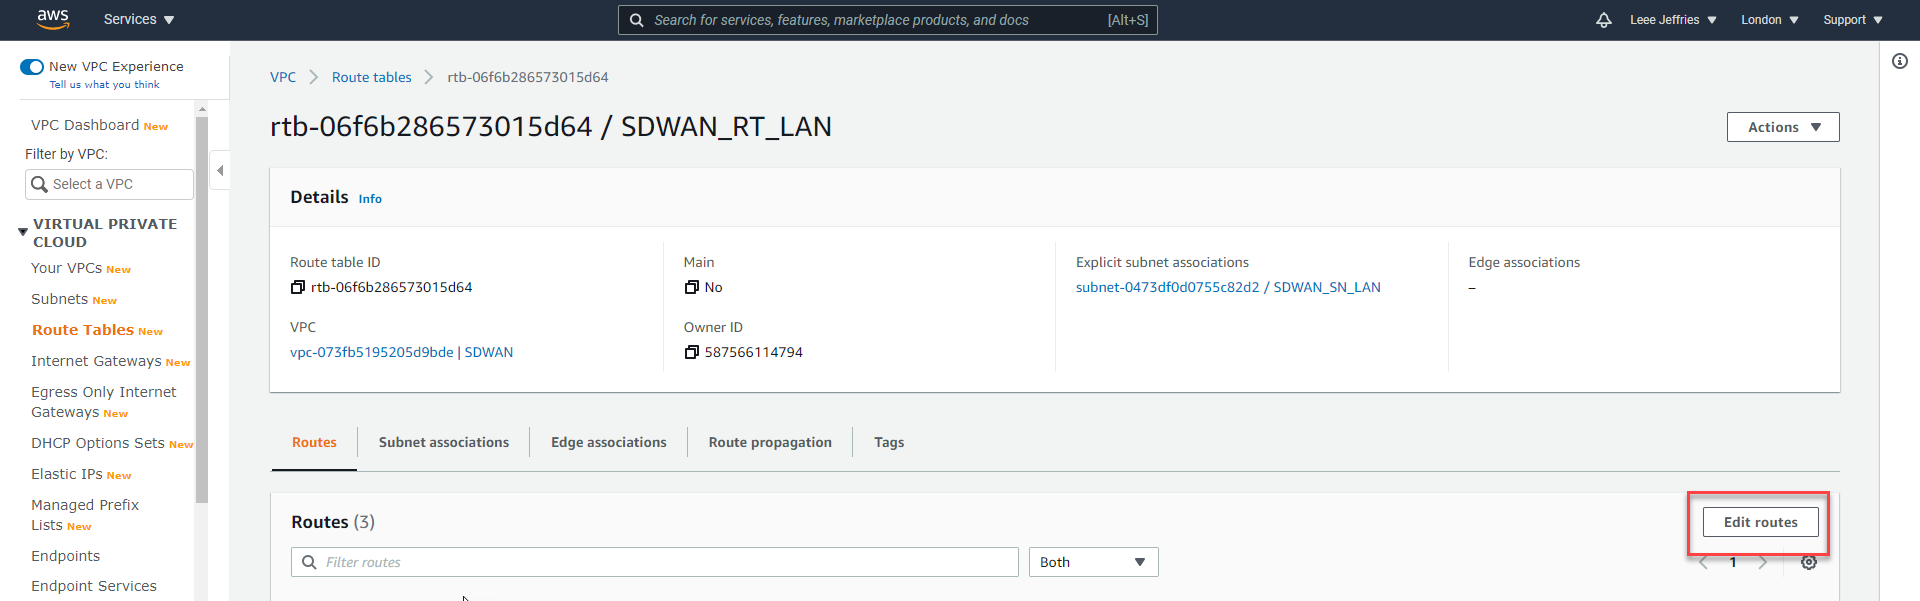 aws Services Search for services, features, marketplace products, and docs [Alt+S] Leee Jeffries London Support
New VPC Experience
Tell us what you think
VPC Dashboard New
Filter by VPC:
Select a VPC
VIRTUAL PRIVATE
CLOUD
Your VPCs New
Subnets New
Route Tables New
Internet Gateways New
Egress Only Internet
Gateways New
DHCP Options Sets New
Elastic IPs New
Managed Prefix
Lists New
Endpoints
Endpoint Services
VPC Route tables rtb-06f6b286573015d64
rtb-06f6b286573015d64 / SDWAN_RT_LAN
Actions
Details Info
Route table ID
rtb-06f6b286573015d64
VPC
vpc-073fb5195205d9bde | SDWAN
Main
No
Owner ID
587566114794
Explicit subnet associations
subnet-0473df0d0755c82d2 / SDWAN_SN_LAN
Edge associations
–
Routes Subnet associations Edge associations Route propagation Tags
Routes (3)
Edit routes
Filter routes Both 1